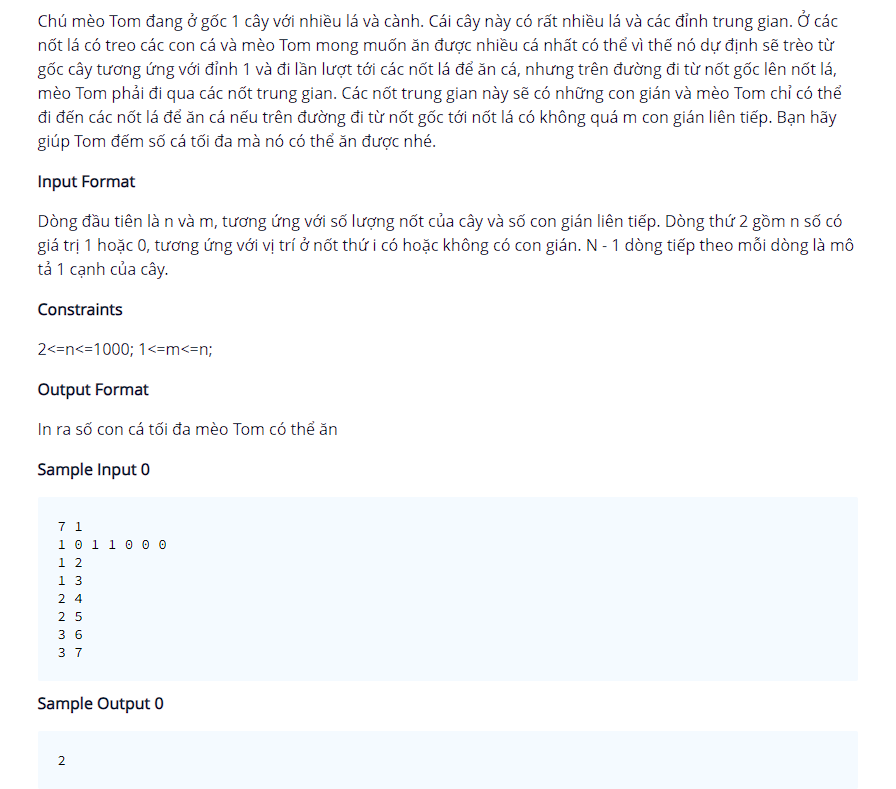 Chú mèo Tom đang ở gốc 1 cây với nhiều lá và cành. Cái cây này có rất nhiều lá và các đỉnh trung gian. Ở các
nốt lá có treo các con cá và mèo Tom mong muốn ăn được nhiều cá nhất có thể vì thế nó dự định sẽ trèo từ
gốc cây tương ứng với đỉnh 1 và đi lần lượt tới các nốt lá để ăn cá, nhưng trên đường đi từ nốt gốc lên nốt lá,
mèo Tom phải đi qua các nốt trung gian. Các nốt trung gian này sẽ có những con gián và mèo Tom chỉ có thể
đi đến các nốt lá để ăn cá nếu trên đường đi từ nốt gốc tới nốt lá có không quá m con gián liên tiếp. Bạn hãy
giúp Tom đếm số cá tối đa mà nó có thể ăn được nhé.
Input Format
Dòng đầu tiên là n và m, tương ứng với số lượng nốt của cây và số con gián liên tiếp. Dòng thứ 2 gồm n số có
giá trị 1 hoặc 0, tương ứng với vị trí ở nốt thứ i có hoặc không có con gián. N - 1 dòng tiếp theo mỗi dòng là mô
tả 1 cạnh của cây.
Constraints
2<=n<=1000; 1<=m<=n;
Output Format
In ra số con cá tối đa mèo Tom có thể ăn
Sample Input 0
7 1
1 0 1 1 0 0 0
1 2
1 3
2 4
2 5
3 6
3 7
Sample Output 0
2